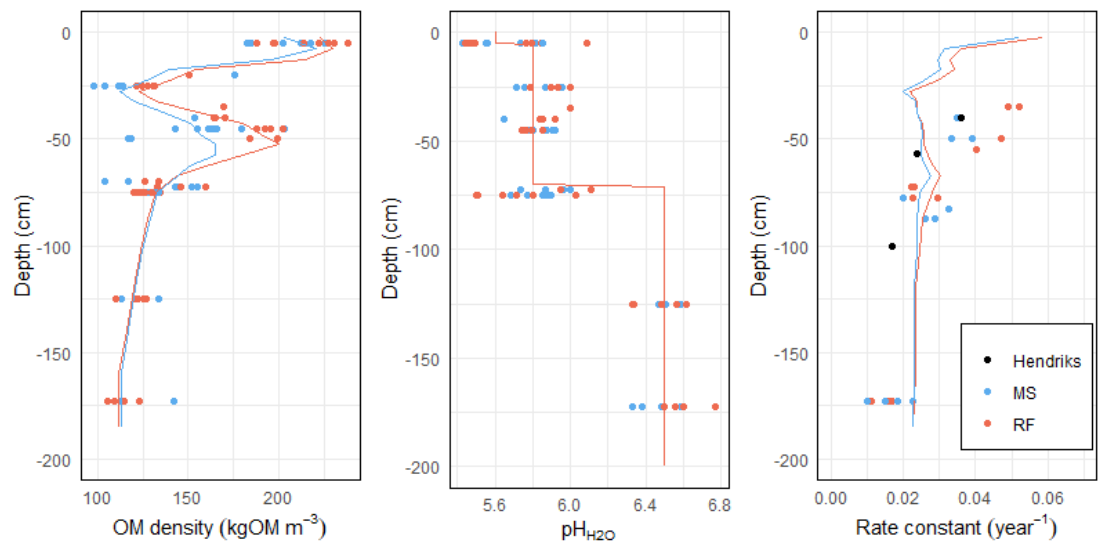 0
-50
-100
-150
-200
Depth (cm)
100
150
200
OM density (kgOM m⁻³)
0
-50
-100
-150
-200
Depth (cm)
5.6
6.0
6.4
6.8
pH_H2O
0
-50
-100
-150
-200
Depth (cm)
0.00
0.02
0.04
0.06
Rate constant (year⁻¹)
Hendriks
MS
RF